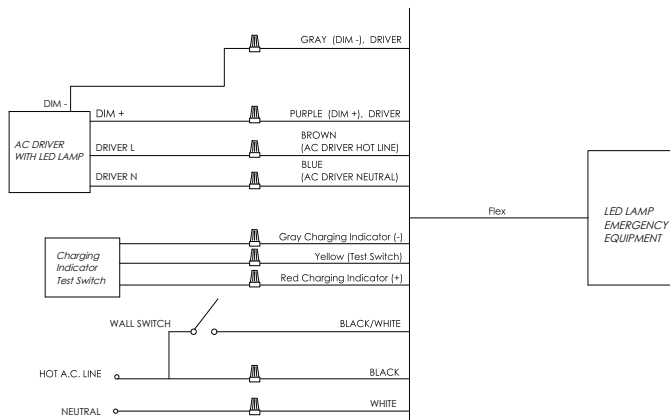 GRAY (DIM -), DRIVER
DIM -
DIM +
PURPLE (DIM +), DRIVER
AC DRIVER
WITH LED LAMP
DRIVER L
BROWN
(AC DRIVER HOT LINE)
DRIVER N
BLUE
(AC DRIVER NEUTRAL)
Flex
LED LAMP
EMERGENCY
EQUIPMENT
Charging
Indicator
Test Switch
Gray Charging Indicator (-)
Yellow (Test Switch)
Red Charging Indicator (+)
WALL SWITCH
BLACK/WHITE
HOT A.C. LINE
BLACK
NEUTRAL
WHITE